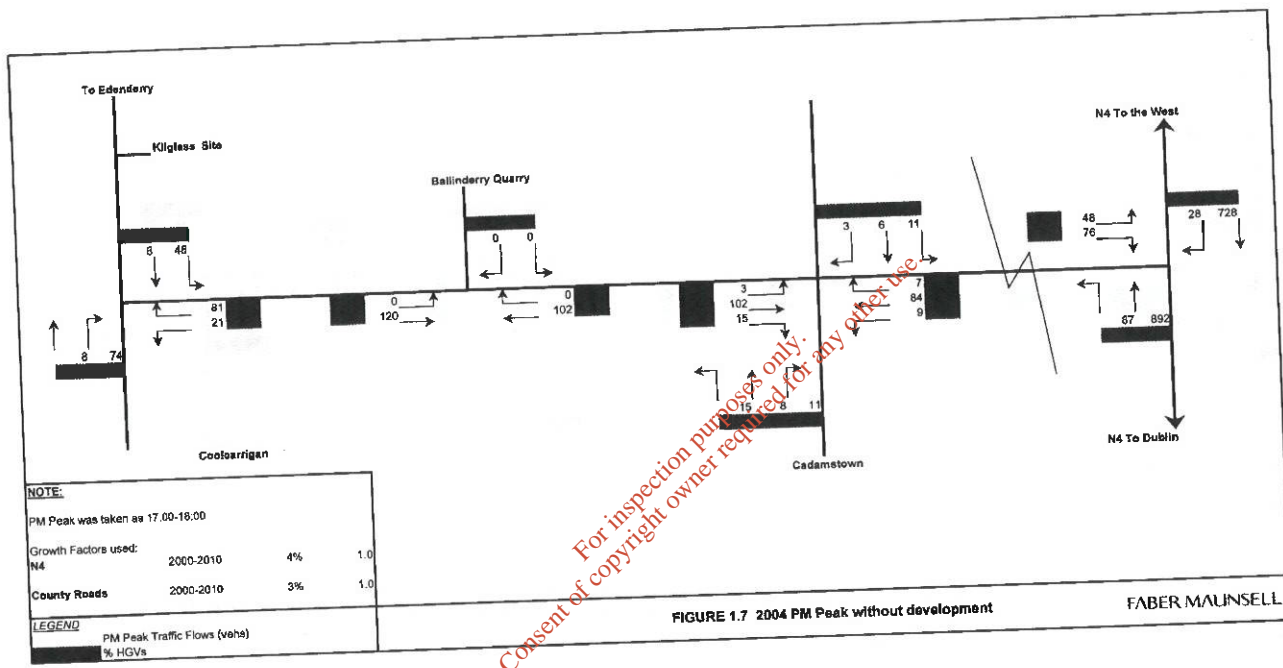 To Edenderry
Kilglass Site
Ballinderry Quarry
N4 To the West
8 48
0 0
3 6 11
48
76
28 728
81
21
0
120
0
102
3
102
15
7
84
9
67 892
8 74
15 8 11
Coolcarrigan
Cadamstown
N4 To Dublin
NOTE:
PM Peak was taken as 17.00-18:00
Growth Factors used:
N4 2000-2010 4% 1.0
County Roads 2000-2010 3% 1.0
LEGEND
PM Peak Traffic Flows (vehs)
% HGVs
FIGURE 1.7 2004 PM Peak without development
FABER MAUNSELL
For inspection purposes only.
Consent of copyright owner required for any other use.